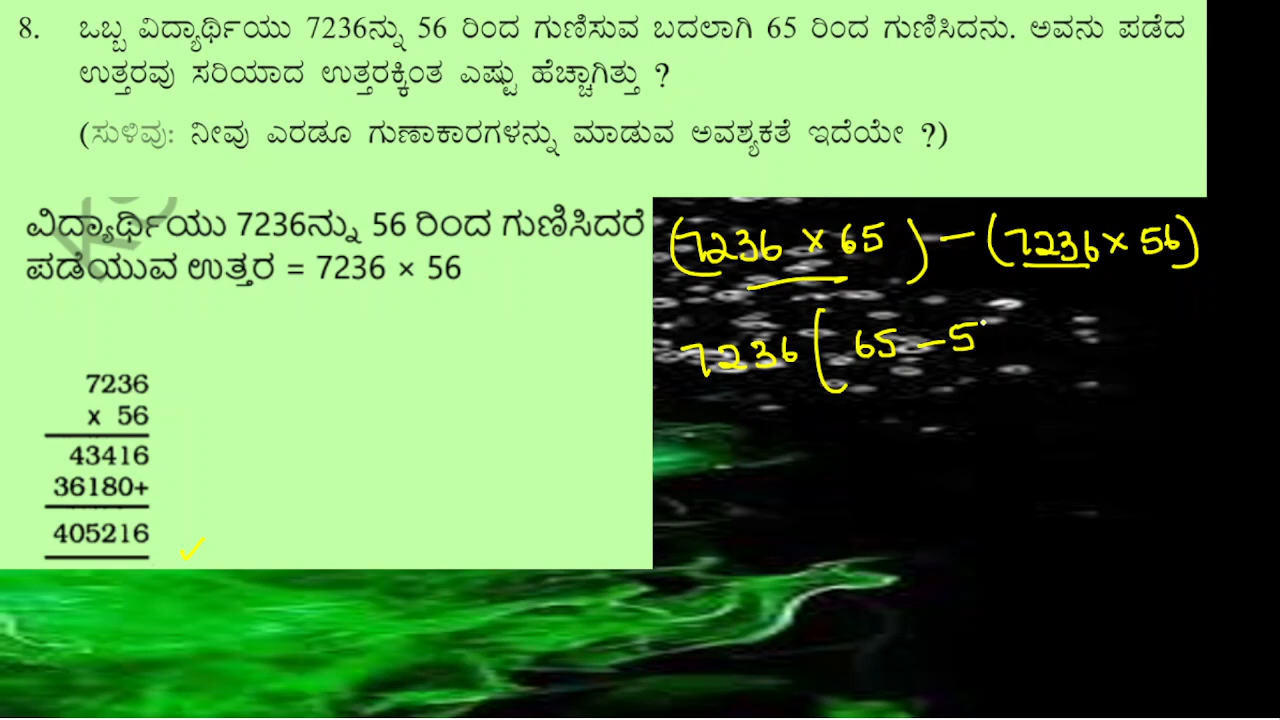 8. ಒಬ್ಬ ವಿದ್ಯಾರ್ಥಿಯು 7236ನ್ನು 56 ರಿಂದ ಗುಣಿಸುವ ಬದಲಾಗಿ 65 ರಿಂದ ಗುಣಿಸಿದನು. ಅವನು ಪಡೆದ
ಉತ್ತರವು ಸರಿಯಾದ ಉತ್ತರಕ್ಕಿಂತ ಎಷ್ಟು ಹೆಚ್ಚಾಗಿತ್ತು ?
(ಸುಳಿವು: ನೀವು ಎರಡೂ ಗುಣಾಕಾರಗಳನ್ನು ಮಾಡುವ ಅವಶ್ಯಕತೆ ಇದೆಯೇ ?)
ವಿದ್ಯಾರ್ಥಿಯು 7236ನ್ನು 56 ರಿಂದ ಗುಣಿಸಿದರೆ
ಪಡೆಯುವ ಉತ್ತರ = 7236 × 56
7236
x 56
43416
36180+
405216
(7236 × 65) – (7236 × 56)
7236 ( 65 – 5